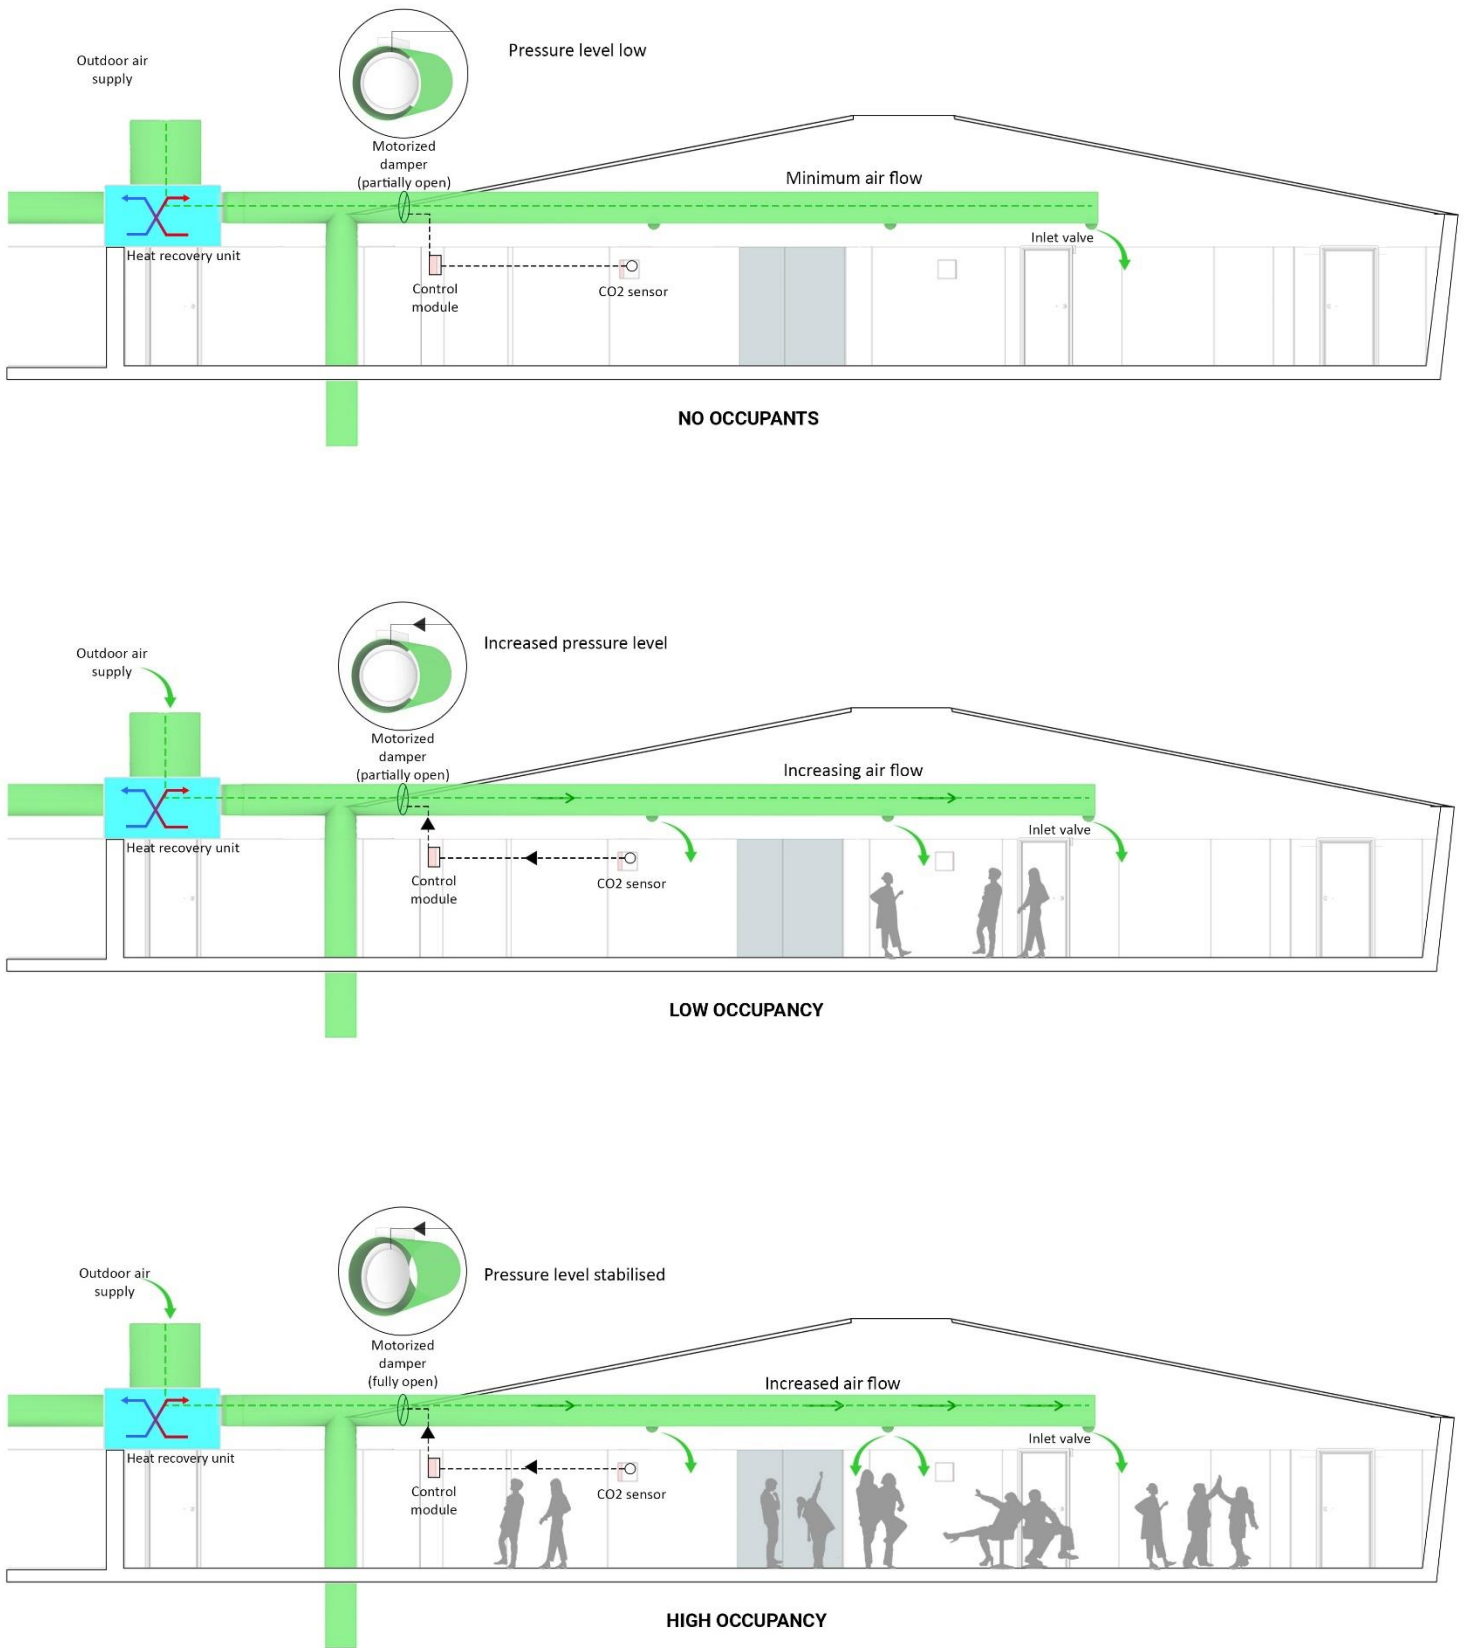 Pressure level low
Outdoor air
supply
Motorized
damper
(partially open)
Minimum air flow
Inlet valve
Heat recovery unit
Control
module
CO2 sensor
NO OCCUPANTS
Increased pressure level
Outdoor air
supply
Motorized
damper
(partially open)
Increasing air flow
Inlet valve
Heat recovery unit
Control
module
CO2 sensor
LOW OCCUPANCY
Pressure level stabilised
Outdoor air
supply
Motorized
damper
(fully open)
Increased air flow
Inlet valve
Heat recovery unit
Control
module
CO2 sensor
HIGH OCCUPANCY